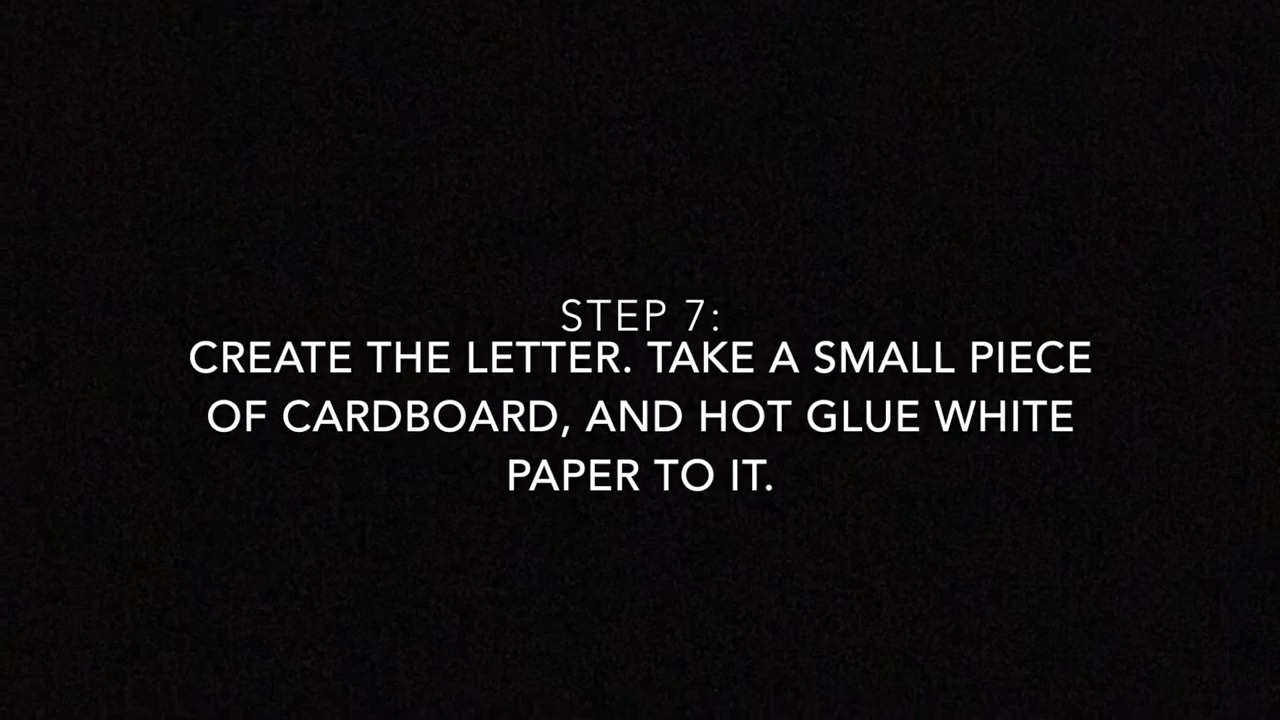 STEP 7:
CREATE THE LETTER. TAKE A SMALL PIECE
OF CARDBOARD, AND HOT GLUE WHITE
PAPER TO IT.